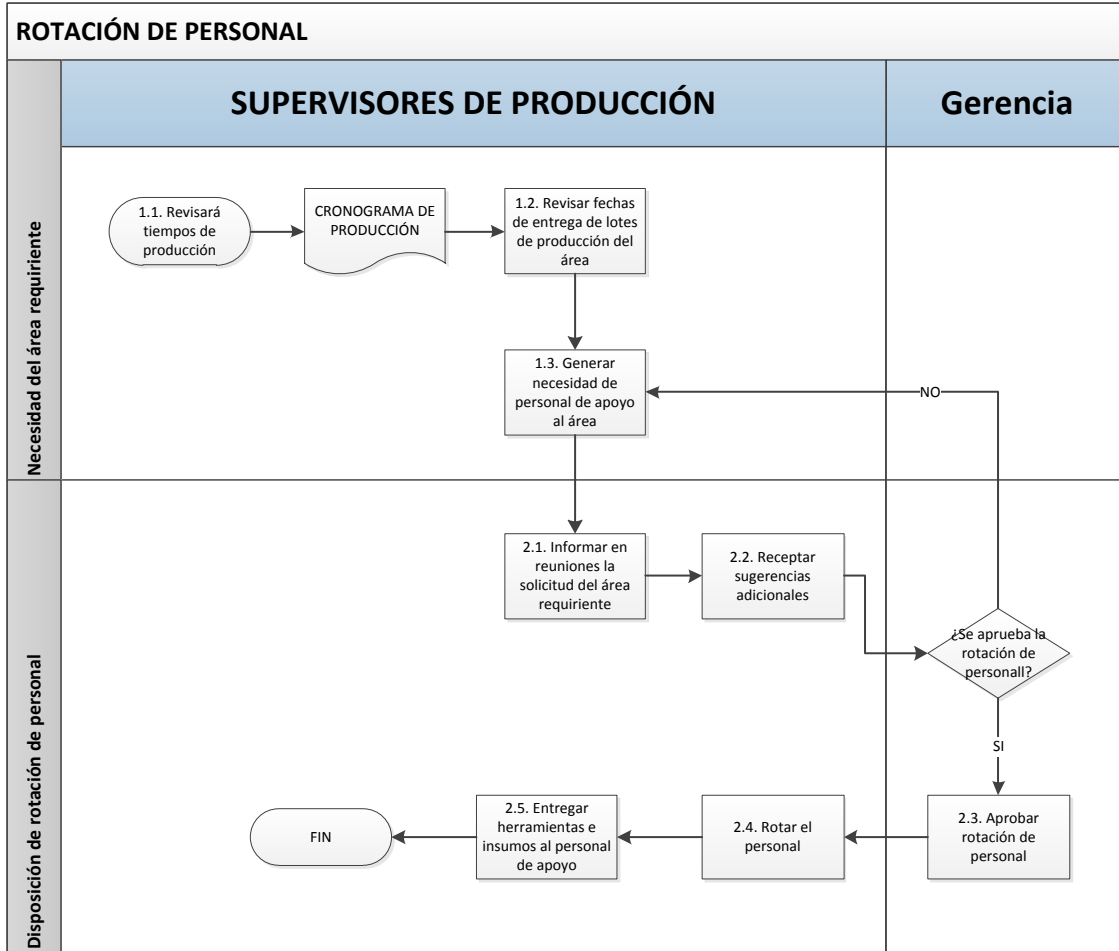 ROTACIÓN DE PERSONAL
SUPERVISORES DE PRODUCCIÓN
Gerencia
Necesidad del área requiriente
1.1. Revisará
tiempos de
producción
CRONOGRAMA DE
PRODUCCIÓN
1.2. Revisar fechas
de entrega de lotes
de producción del
área
1.3. Generar
necesidad de
personal de apoyo
al área
NO
Disposición de rotación de personal
2.1. Informar en
reuniones la
solicitud del área
requiriente
2.2. Receptar
sugerencias
adicionales
¿Se aprueba la
rotación de
personall?
SI
2.3. Aprobar
rotación de
personal
2.4. Rotar el
personal
2.5. Entregar
herramientas e
insumos al personal
de apoyo
FIN